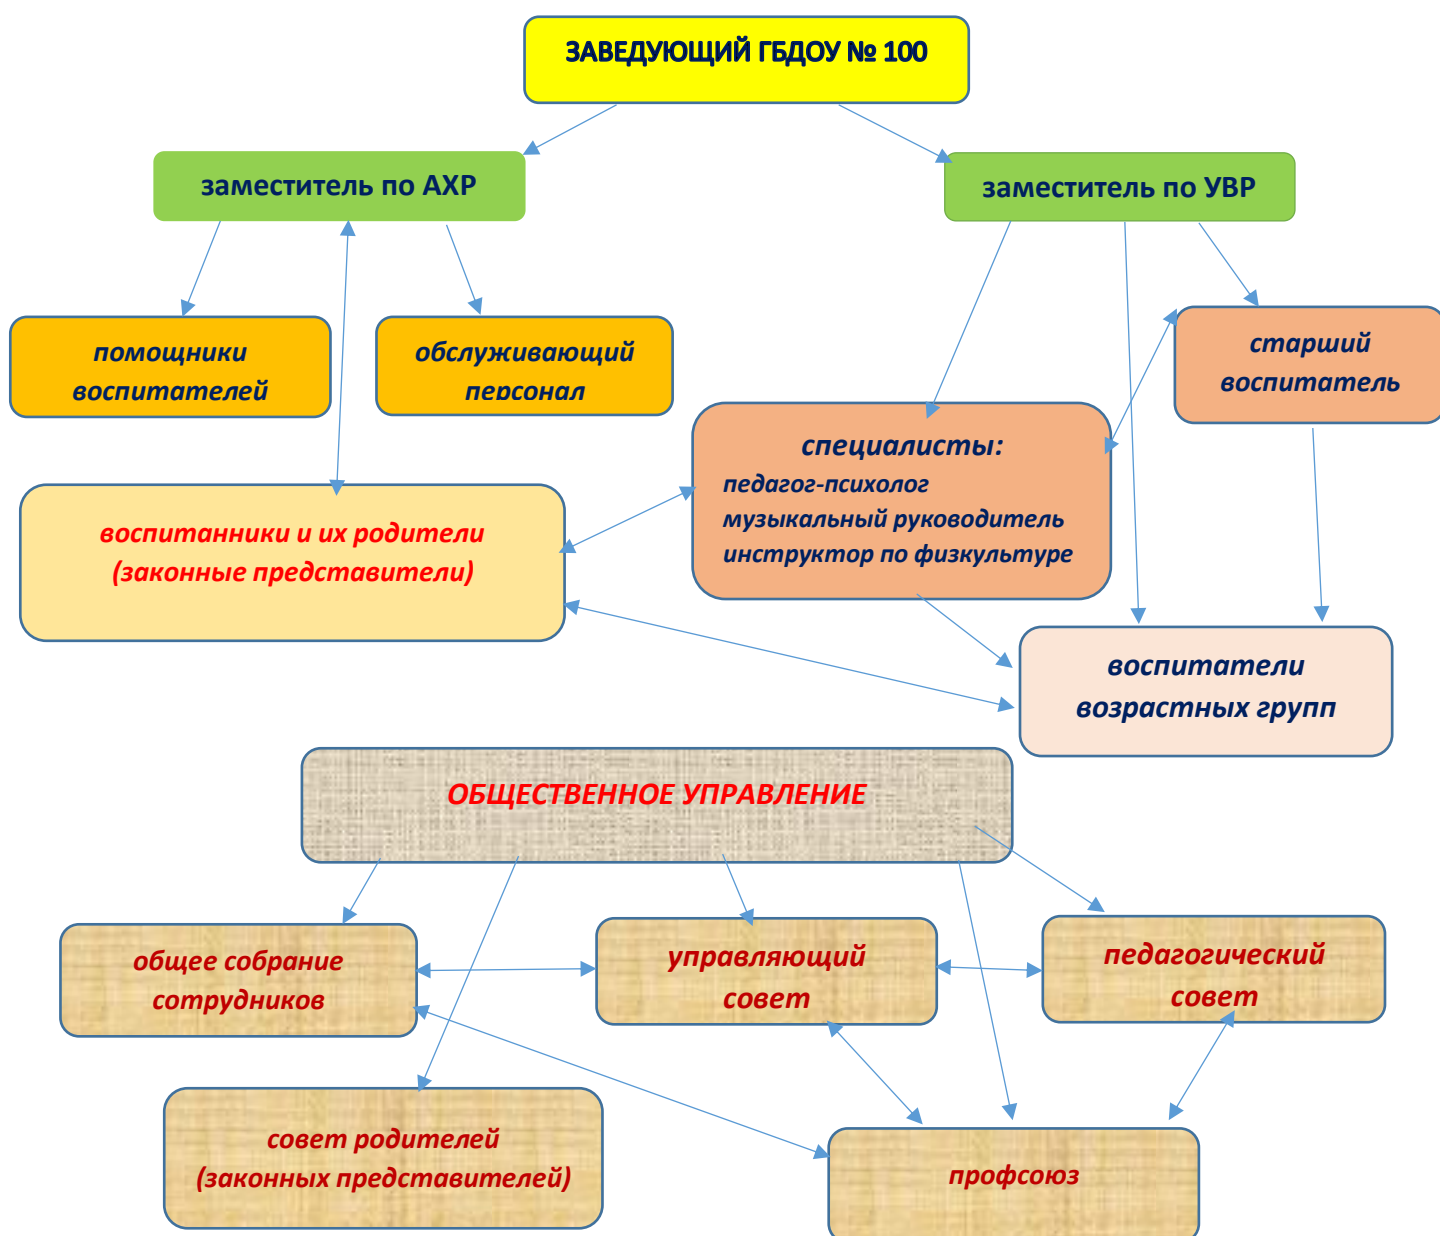 ЗАВЕДУЮЩИЙ ГБДОУ № 100
заместитель по АХР
заместитель по УВР
помощники
воспитателей
обслуживающий
персонал
старший
воспитатель
специалисты:
педагог-психолог
музыкальный руководитель
инструктор по физкультуре
воспитанники и их родители
(законные представители)
воспитатели
возрастных групп
ОБЩЕСТВЕННОЕ УПРАВЛЕНИЕ
общее собрание
сотрудников
управляющий
совет
педагогический
совет
совет родителей
(законных представителей)
профсоюз